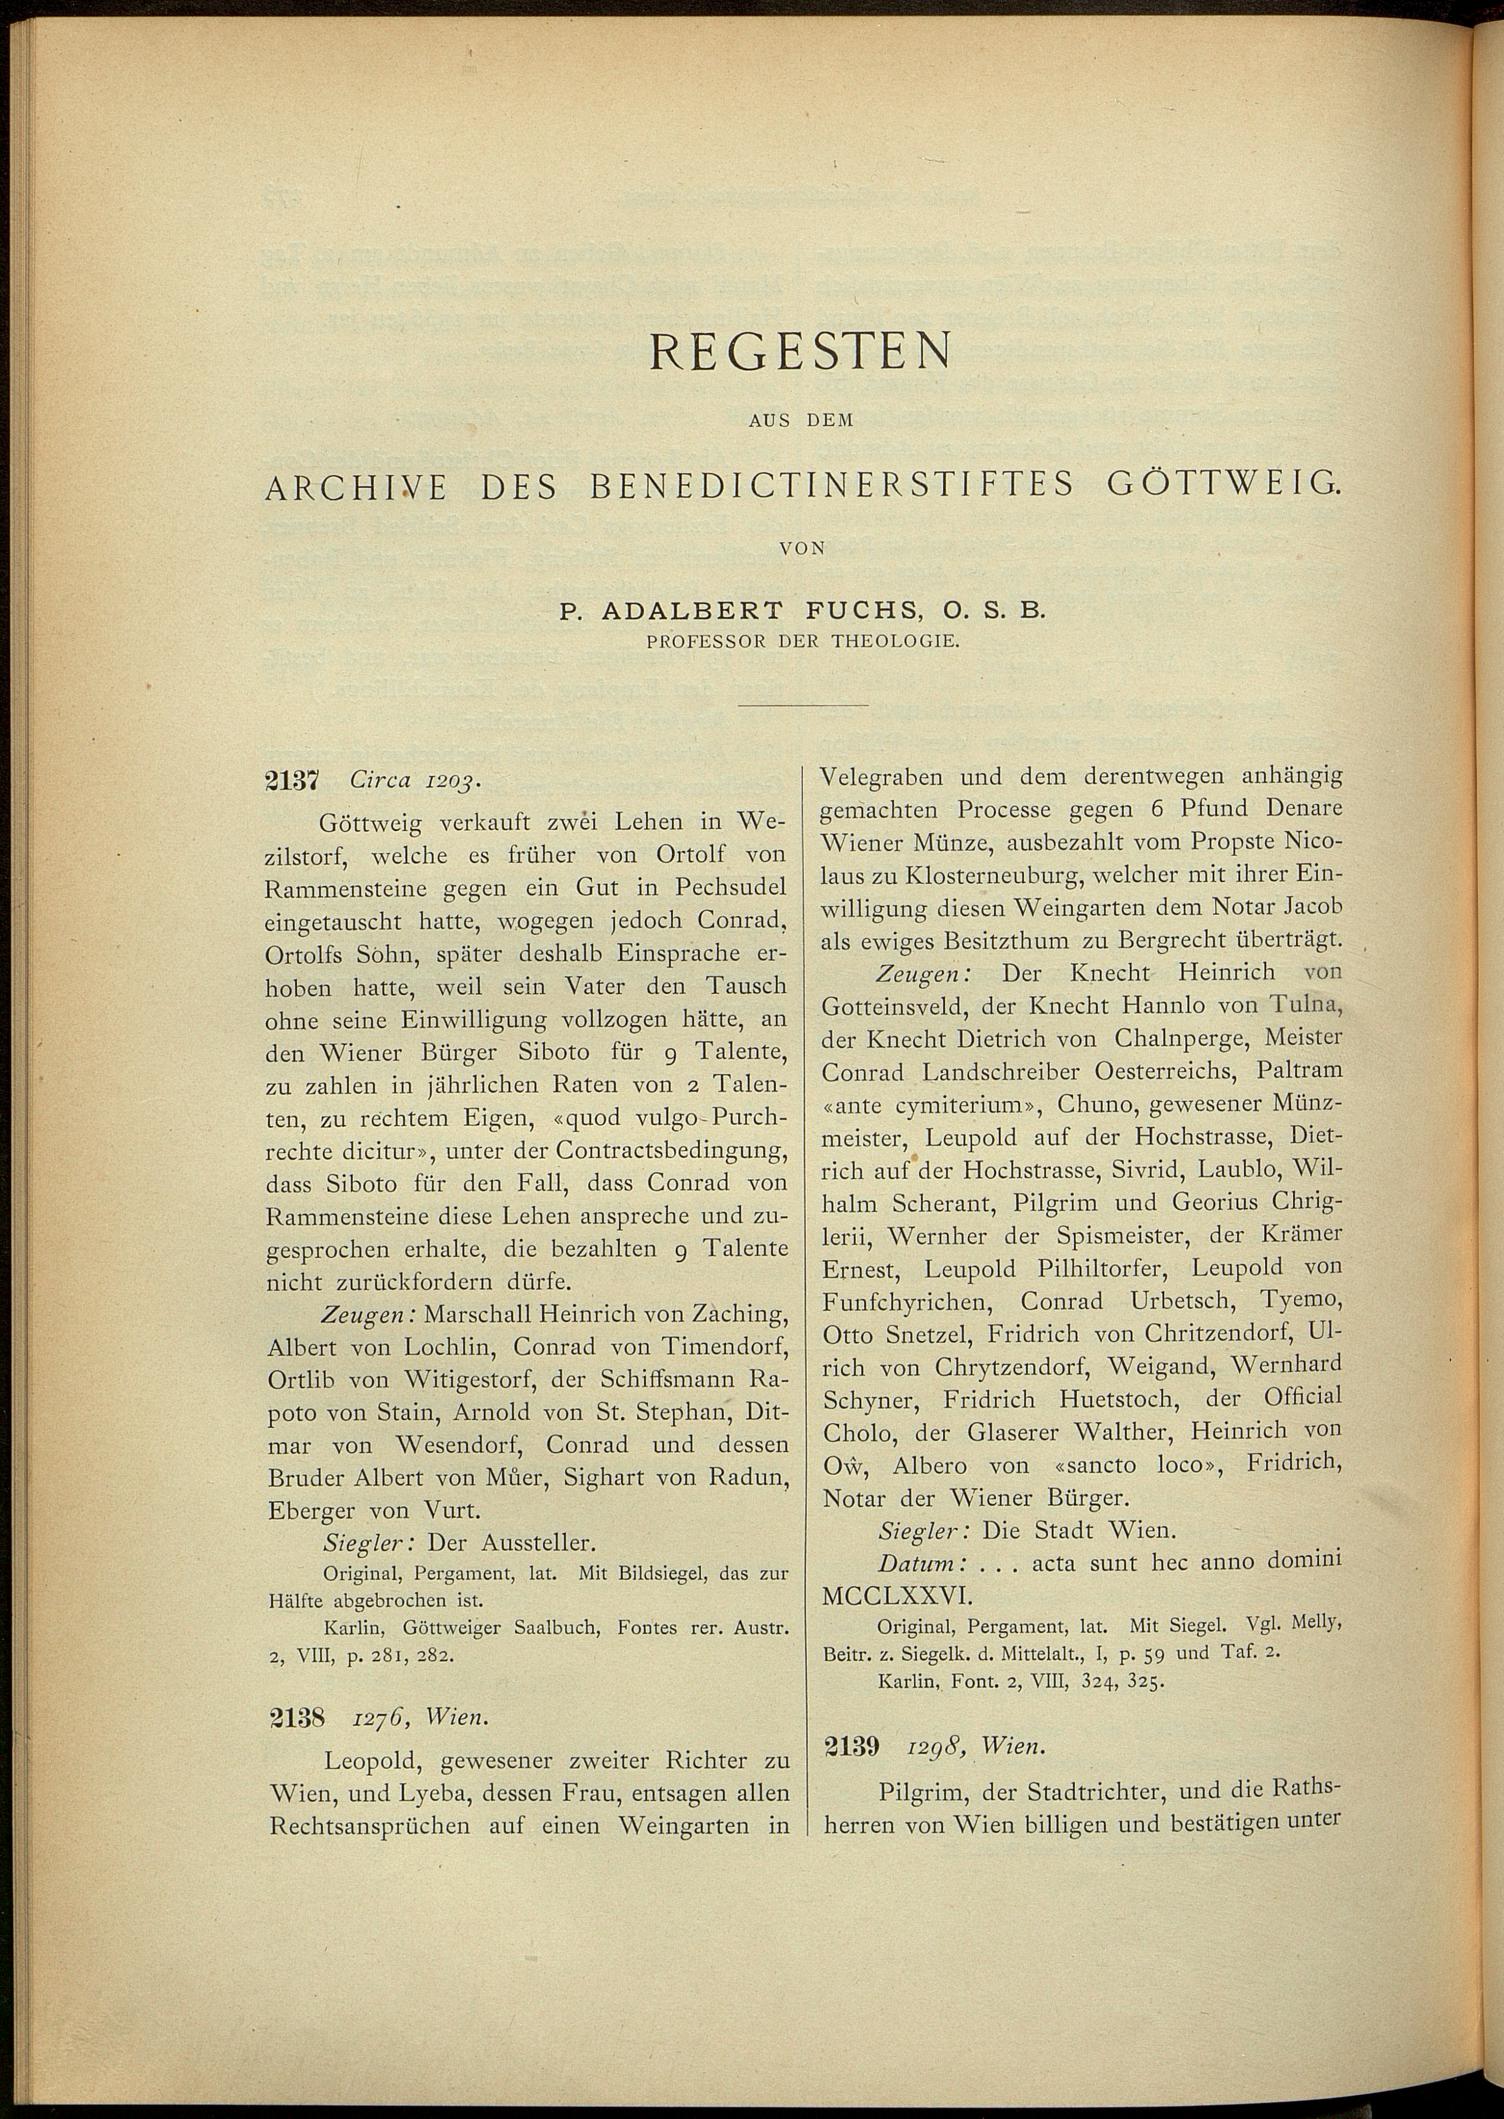 REGESTEN
AUS DEM
ARCHIVE DES BENEDICTINERSTIFTES GÖTTWEIG.
VON
P. ADALBERT FUCHS, O. S. B.
PROFESSOR DER THEOLOGIE.
2137 Circa 1203.
Göttweig verkauft zwei Lehen in We-
zilstorf, welche es früher von Ortolf von
Rammensteine gegen ein Gut in Pechsudel
eingetauscht hatte, wogegen jedoch Conrad,
Ortolfs Sohn, später deshalb Einsprache er-
hoben hatte, weil sein Vater den Tausch
ohne seine Einwilligung vollzogen hätte, an
den Wiener Bürger Siboto für 9 Talente,
zu zahlen in jährlichen Raten von 2 Talen-
ten, zu rechtem Eigen, «quod vulgo Purch-
rechte dicitur», unter der Contractsbedingung,
dass Siboto für den Fall, dass Conrad von
Rammensteine diese Lehen anspreche und zu-
gesprochen erhalte, die bezahlten 9 Talente
nicht zurückfordern dürfe.
Zeugen: Marschall Heinrich von Zaching,
Albert von Lochlin, Conrad von Timendorf,
Ortlib von Witigestorf, der Schiffsmann Ra-
poto von Stain, Arnold von St. Stephan, Dit-
mar von Wesendorf, Conrad und dessen
Bruder Albert von Můer, Sighart von Radun,
Eberger von Vurt.
Siegler: Der Aussteller.
Original, Pergament, lat. Mit Bildsiegel, das zur
Hälfte abgebrochen ist.
Karlin, Göttweiger Saalbuch, Fontes rer. Austr.
2, VIII, p. 281, 282.
2138 1276, Wien.
Leopold, gewesener zweiter Richter zu
Wien, und Lyeba, dessen Frau, entsagen allen
Rechtsansprüchen auf einen Weingarten in
Velegraben und dem derentwegen anhängig
gemachten Processe gegen 6 Pfund Denare
Wiener Münze, ausbezahlt vom Propste Nico-
laus zu Klosterneuburg, welcher mit ihrer Ein-
willigung diesen Weingarten dem Notar Jacob
als ewiges Besitzthum zu Bergrecht überträgt.
Zeugen: Der Knecht Heinrich von
Gotteinsveld, der Knecht Hannlo von Tulna,
der Knecht Dietrich von Chalnperge, Meister
Conrad Landschreiber Oesterreichs, Paltram
«ante cymiterium», Chuno, gewesener Münz-
meister, Leupold auf der Hochstrasse, Diet-
rich auf der Hochstrasse, Sivrid, Laublo, Wil-
halm Scherant, Pilgrim und Georius Chrig-
lerii, Wernher der Spismeister, der Krämer
Ernest, Leupold Pilhiltorfer, Leupold von
Funfchyrichen, Conrad Urbetsch, Tyemo,
Otto Snetzel, Fridrich von Chritzendorf, Ul-
rich von Chrytzendorf, Weigand, Wernhard
Schyner, Fridrich Huetstoch, der Official
Cholo, der Glaserer Walther, Heinrich von
Oŵ, Albero von «sancto loco», Fridrich,
Notar der Wiener Bürger.
Siegler: Die Stadt Wien.
Datum: . . . acta sunt hec anno domini
MCCLXXVI.
Original, Pergament, lat. Mit Siegel. Vgl. Melly,
Beitr. z. Siegelk. d. Mittelalt., I, p. 59 und Taf. 2.
Karlin, Font. 2, VIII, 324, 325.
2139 1298, Wien.
Pilgrim, der Stadtrichter, und die Raths-
herren von Wien billigen und bestätigen unter